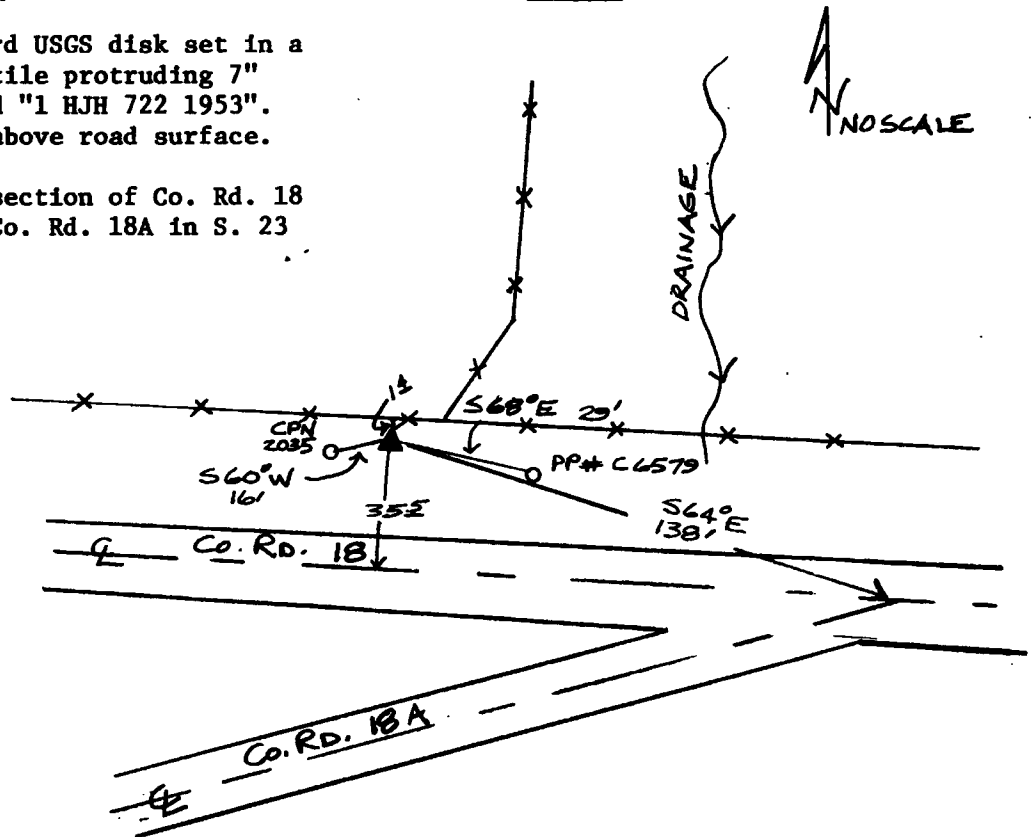 rd USGS disk set in a
tile protruding 7"
"1 HJH 722 1953".
above road surface.
section of Co. Rd. 18
Co. Rd. 18A in S. 23
N
NO SCALE
DRAINAGE
S68°E 29'
CPN
2035
S60°W
16'
PP# C6579
S64°E
138'
℄ Co. RD. 18
Co. RD. 18A
℄